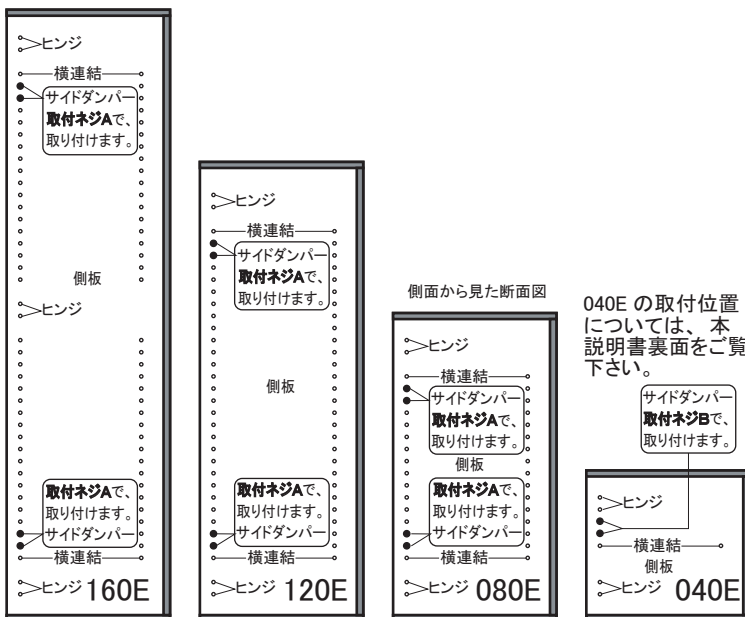 ヒンジ
横連結
サイドダンパー
取付ネジAで、
取り付けます。
側板
ヒンジ
取付ネジAで、
取り付けます。
サイドダンパー
横連結
ヒンジ 160E
ヒンジ
横連結
サイドダンパー
取付ネジAで、
取り付けます。
側板
取付ネジAで、
取り付けます。
サイドダンパー
横連結
ヒンジ 120E
側面から見た断面図
ヒンジ
横連結
サイドダンパー
取付ネジAで、
取り付けます。
側板
取付ネジAで、
取り付けます。
サイドダンパー
横連結
ヒンジ 080E
040E の取付位置
については、本
説明書裏面をご覧
下さい。
サイドダンパー
取付ネジBで、
取り付けます。
ヒンジ
横連結
側板
ヒンジ 040E